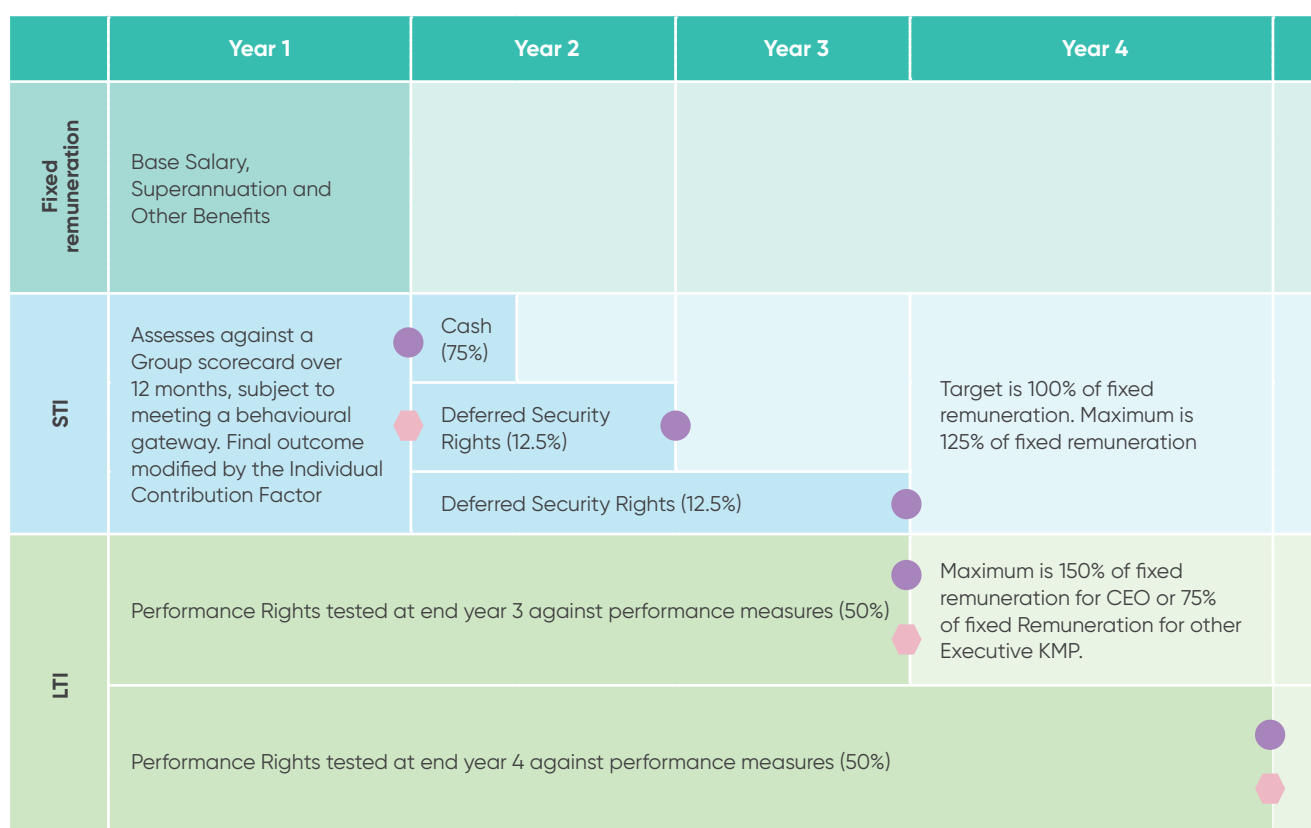 Year 1
Year 2
Year 3
Year 4
Fixed
remuneration
Base Salary,
Superannuation and
Other Benefits
STI
Assesses against a
Group scorecard over
12 months, subject to
meeting a behavioural
gateway. Final outcome
modified by the Individual
Contribution Factor
Cash
(75%)
Deferred Security
Rights (12.5%)
Deferred Security Rights (12.5%)
Target is 100% of fixed
remuneration. Maximum is
125% of fixed remuneration
LTI
Performance Rights tested at end year 3 against performance measures (50%)
Maximum is 150% of fixed
remuneration for CEO or 75%
of fixed Remuneration for other
Executive KMP.
Performance Rights tested at end year 4 against performance measures (50%)